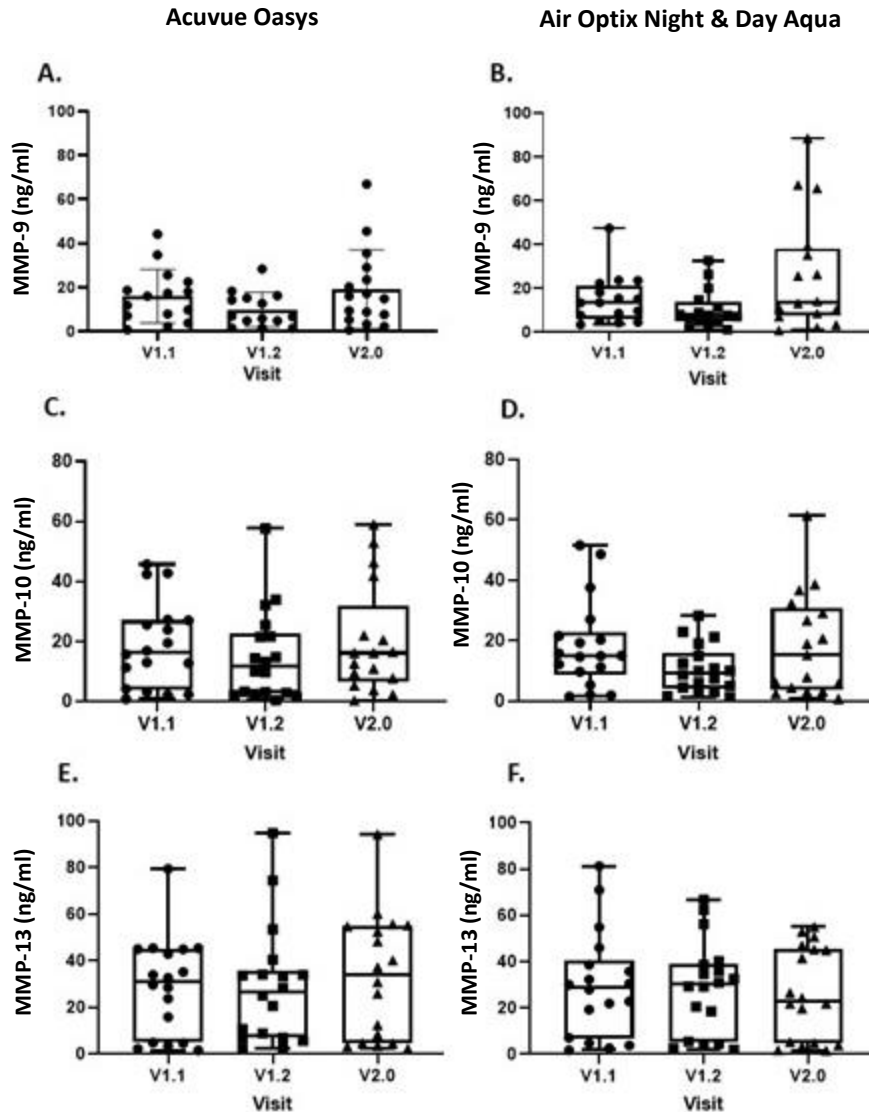 Acuvue Oasys
Air Optix Night & Day Aqua
A.
MMP-9 (ng/ml)
100
80
60
40
20
0
V1.1 V1.2 V2.0
Visit
B.
MMP-9 (ng/ml)
100
80
60
40
20
0
V1.1 V1.2 V2.0
Visit
C.
MMP-10 (ng/ml)
80
60
40
20
0
V1.1 V1.2 V2.0
Visit
D.
MMP-10 (ng/ml)
80
60
40
20
0
V1.1 V1.2 V2.0
Visit
E.
MMP-13 (ng/ml)
100
80
60
40
20
0
V1.1 V1.2 V2.0
Visit
F.
MMP-13 (ng/ml)
100
80
60
40
20
0
V1.1 V1.2 V2.0
Visit